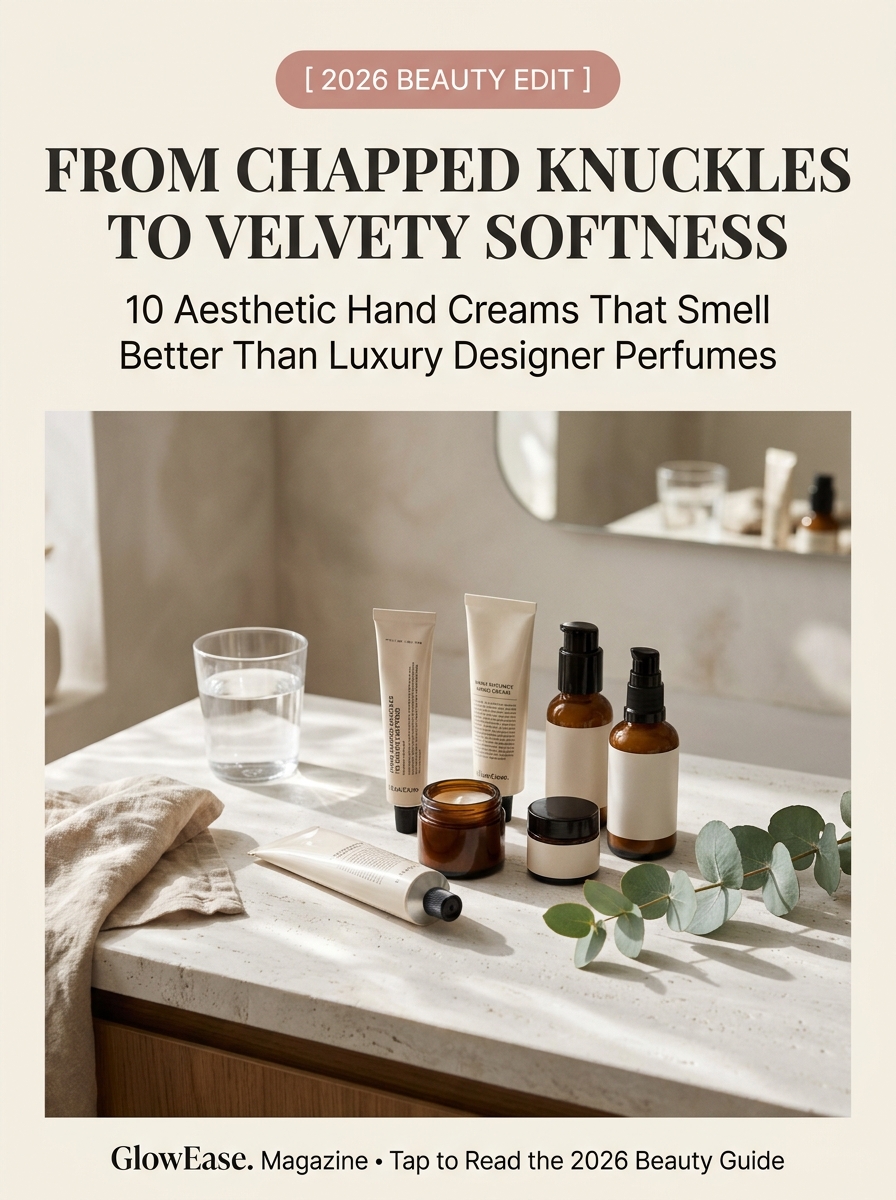 [ 2026 BEAUTY EDIT ]
FROM CHAPPED KNUCKLES
TO VELVETY SOFTNESS
10 Aesthetic Hand Creams That Smell
Better Than Luxury Designer Perfumes
GlowEase. Magazine • Tap to Read the 2026 Beauty Guide